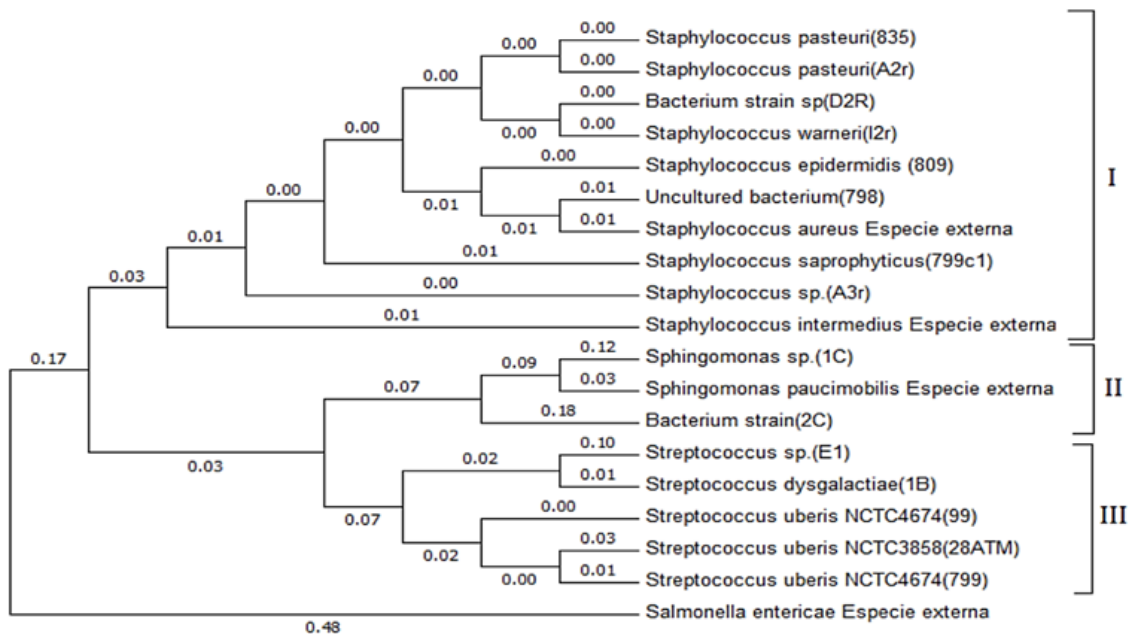 0.00
0.00
Staphylococcus pasteuri(835)
0.00
0.00
Staphylococcus pasteuri(A2r)
0.00
Bacterium strain sp(D2R)
0.00
0.00
0.00
Staphylococcus warneri(I2r)
0.00
Staphylococcus epidermidis (809)
I
0.00
0.01
0.01
Uncultured bacterium(798)
0.01
0.01
Staphylococcus aureus Especie externa
0.01
0.01
Staphylococcus saprophyticus(799c1)
0.03
0.00
Staphylococcus sp.(A3r)
0.01
Staphylococcus intermedius Especie externa
0.17
0.12
Sphingomonas sp.(1C)
0.09
0.07
0.03
Sphingomonas paucimobilis Especie externa
II
0.18
Bacterium strain(2C)
0.03
0.10
Streptococcus sp.(E1)
0.02
0.01
Streptococcus dysgalactiae(1B)
0.07
0.00
Streptococcus uberis NCTC4674(99)
III
0.02
0.03
Streptococcus uberis NCTC3858(28ATM)
0.00
0.01
Streptococcus uberis NCTC4674(799)
Salmonella entericae Especie externa
0.48